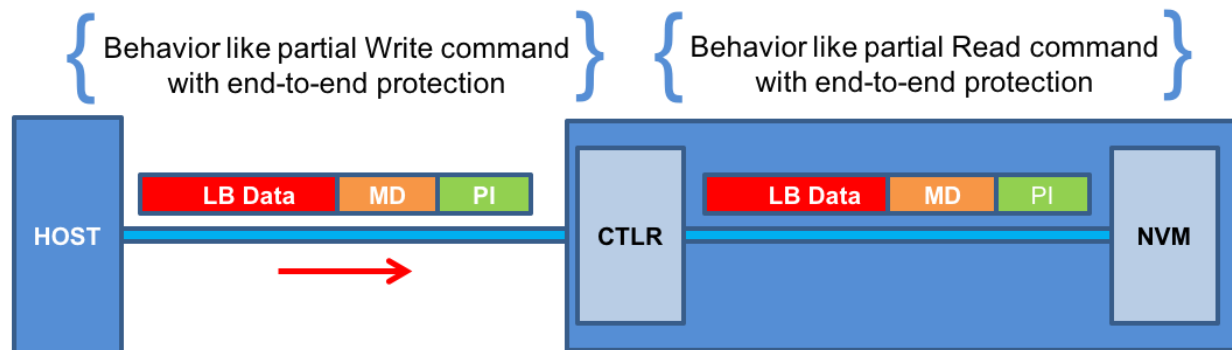 Behavior like partial Write command
with end-to-end protection
Behavior like partial Read command
with end-to-end protection
LB Data MD PI
LB Data MD PI
HOST
CTLR
NVM